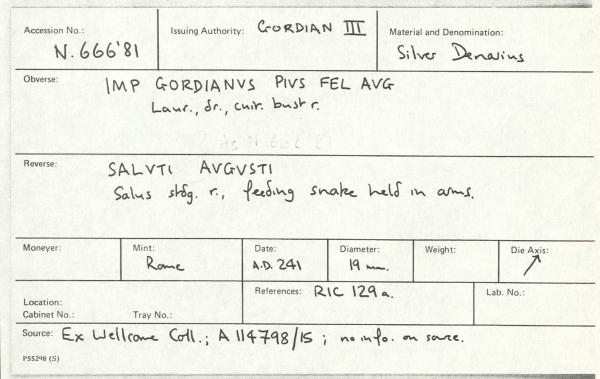 Accession No.: N.666'81
Issuing Authority: GORDIAN III
Material and Denomination: Silver Denarius
Obverse: IMP GORDIANVS PIVS FEL AVG
Laur., dr., cuir. bust r.
Reverse: SALVTI AVGVSTI
Salus stdg. r., feeding snake held in arms.
Moneyer:
Mint: Rome
Date: A.D. 241
Diameter: 19 mm.
Weight:
Die Axis: ↗
Location:
Cabinet No.: Tray No.:
References: RIC 129a.
Lab. No.:
Source: Ex Wellcome Coll.; A 114798/15; no info. on source.
P55298 (S)